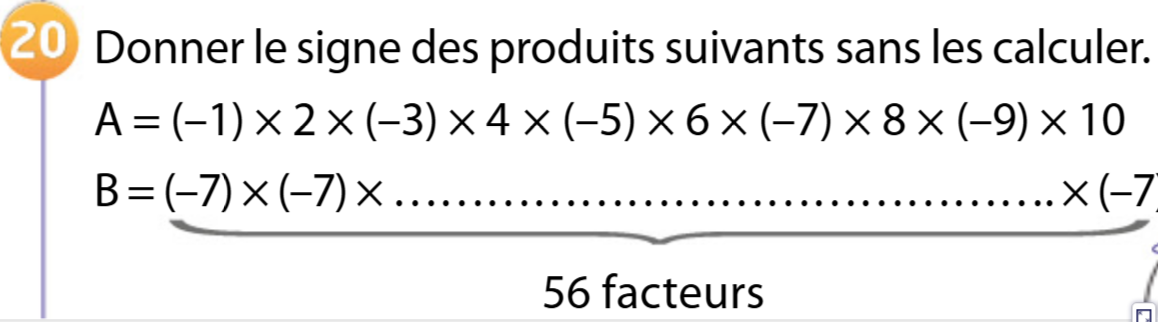 20 Donner le signe des produits suivants sans les calculer.
A = (–1) × 2 × (–3) × 4 × (–5) × 6 × (–7) × 8 × (–9) × 10
B = (–7) × (–7) × ………………………………………….. × (–7)
56 facteurs